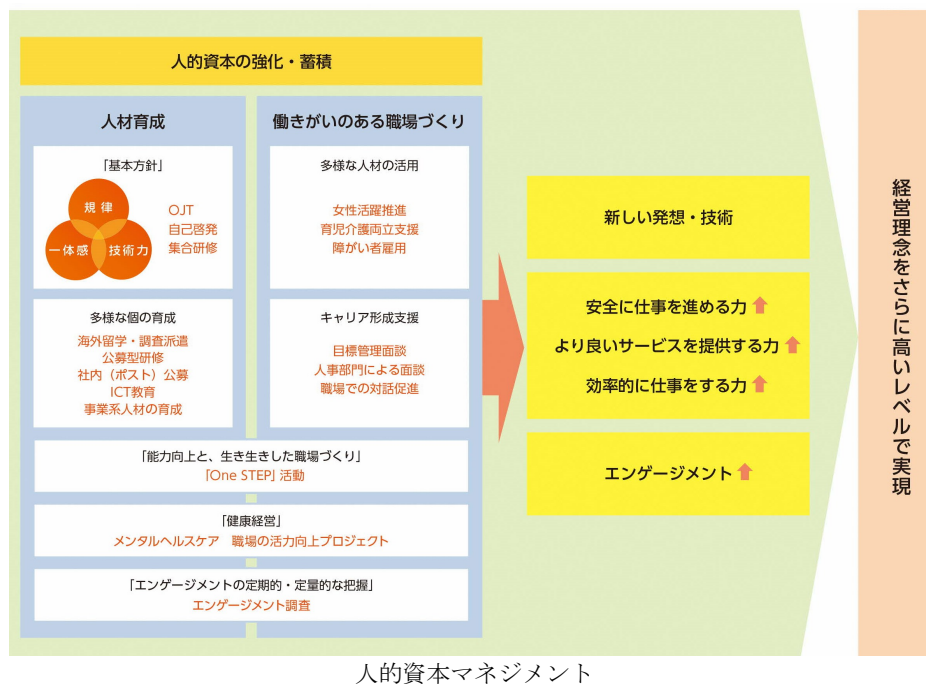 人的資本の強化・蓄積
人材育成
「基本方針」
規律
一体感
技術力
OJT
自己啓発
集合研修
多様な個の育成
海外留学・調査派遣
公募型研修
社内（ポスト）公募
ICT教育
事業系人材の育成
働きがいのある職場づくり
多様な人材の活用
女性活躍推進
育児介護両立支援
障がい者雇用
キャリア形成支援
目標管理面談
人事部門による面談
職場での対話促進
「能力向上と、生き生きした職場づくり」
「One STEP」活動
「健康経営」
メンタルヘルスケア　職場の活力向上プロジェクト
「エンゲージメントの定期的・定量的な把握」
エンゲージメント調査
新しい発想・技術
安全に仕事を進める力
より良いサービスを提供する力
効率的に仕事をする力
エンゲージメント
経営理念をさらに高いレベルで実現
人的資本マネジメント